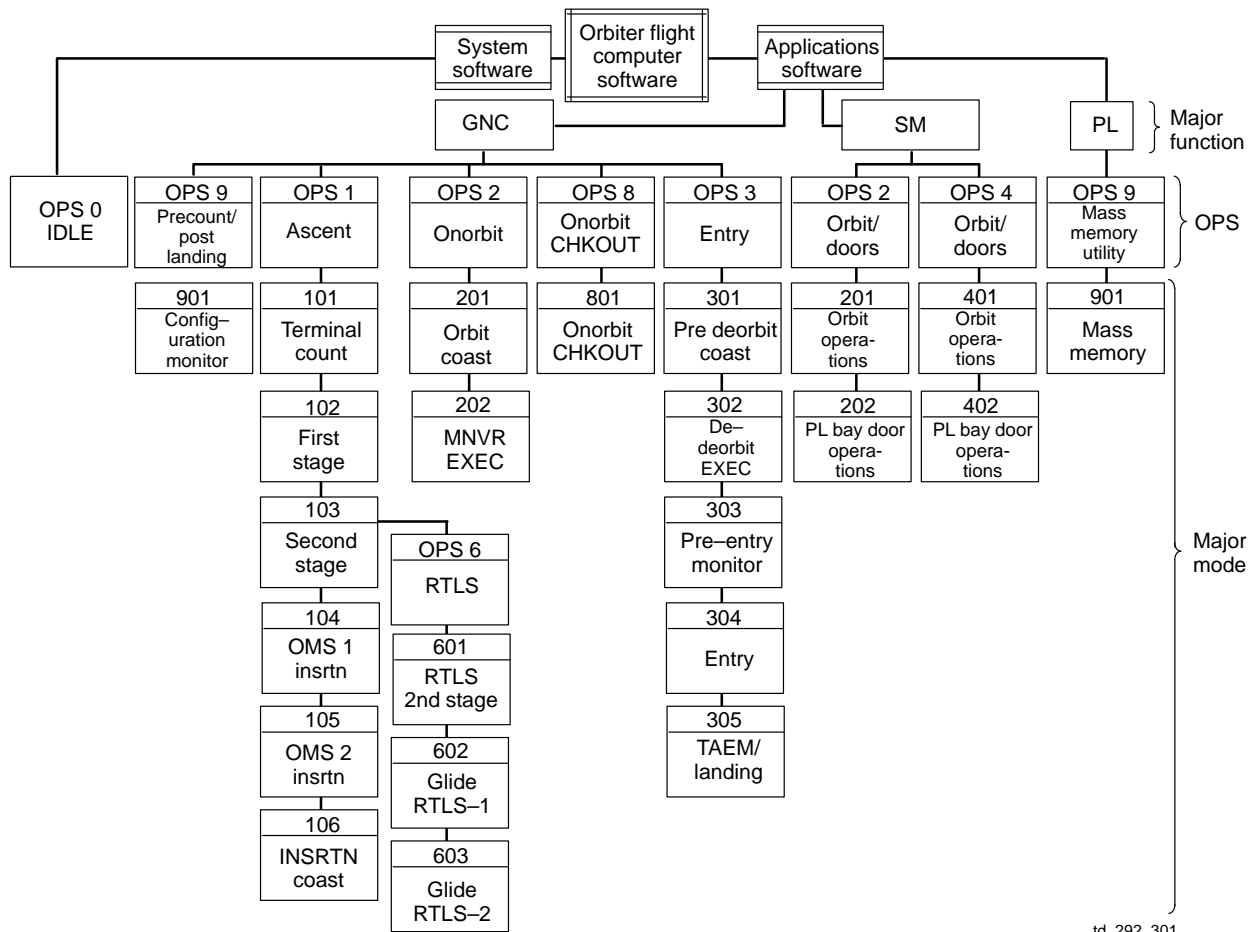 System
software
Orbiter flight
computer
software
Applications
software
GNC
SM
PL
Major
function
OPS 0
IDLE
OPS 9
Precount/
post
landing
OPS 1
Ascent
OPS 2
Onorbit
OPS 8
Onorbit
CHKOUT
OPS 3
Entry
OPS 2
Orbit/
doors
OPS 4
Orbit/
doors
OPS 9
Mass
memory
utility
OPS
901
Config–
uration
monitor
101
Terminal
count
201
Orbit
coast
801
Onorbit
CHKOUT
301
Pre deorbit
coast
201
Orbit
opera-
tions
401
Orbit
opera-
tions
901
Mass
memory
102
First
stage
202
MNVR
EXEC
302
De–
deorbit
EXEC
202
PL bay door
opera-
tions
402
PL bay door
opera-
tions
103
Second
stage
OPS 6
RTLS
303
Pre–entry
monitor
Major
mode
104
OMS 1
insrtn
601
RTLS
2nd stage
304
Entry
105
OMS 2
insrtn
602
Glide
RTLS–1
305
TAEM/
landing
106
INSRTN
coast
603
Glide
RTLS–2
td_292_301